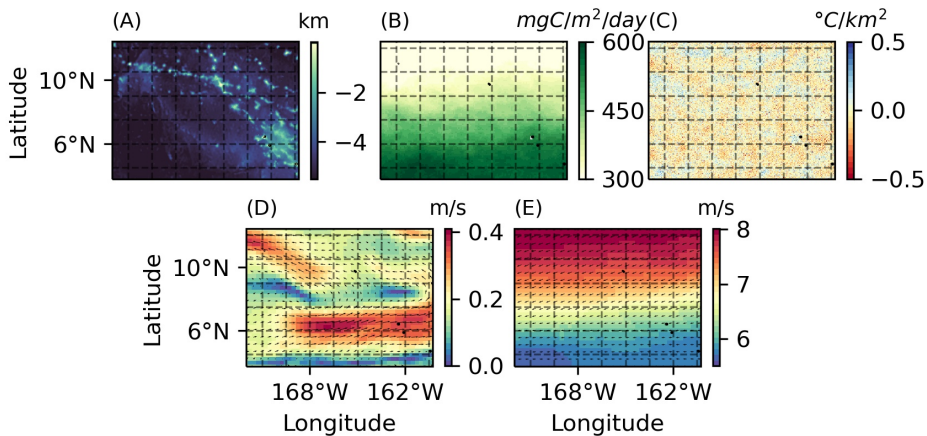 (A) km
(B) mgC/m²/day
(C) °C/km²
Latitude
10°N
6°N
−2
−4
600
450
300
0.5
0.0
−0.5
(D) m/s
(E) m/s
Latitude
10°N
6°N
0.4
0.2
0.0
8
7
6
168°W 162°W
168°W 162°W
Longitude
Longitude